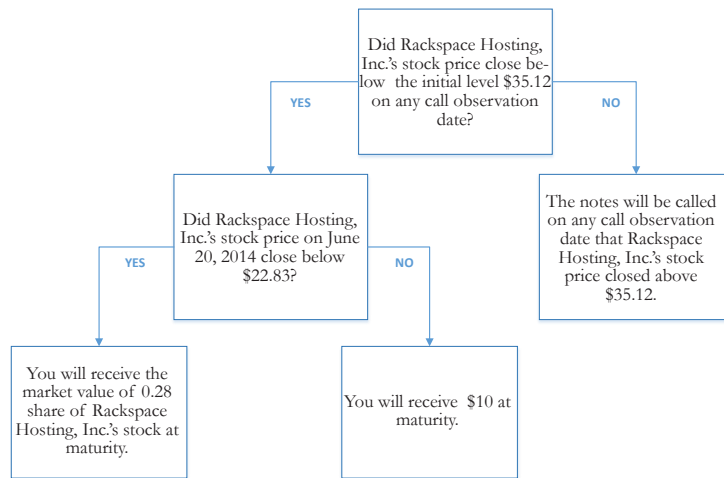 Did Rackspace Hosting,
Inc.'s stock price close be-
low the initial level $35.12
on any call observation
date?
YES
NO
Did Rackspace Hosting,
Inc.'s stock price on June
20, 2014 close below
$22.83?
The notes will be called
on any call observation
date that Rackspace
Hosting, Inc.'s stock
price closed above
$35.12.
YES
NO
You will receive the
market value of 0.28
share of Rackspace
Hosting, Inc.'s stock at
maturity.
You will receive $10 at
maturity.